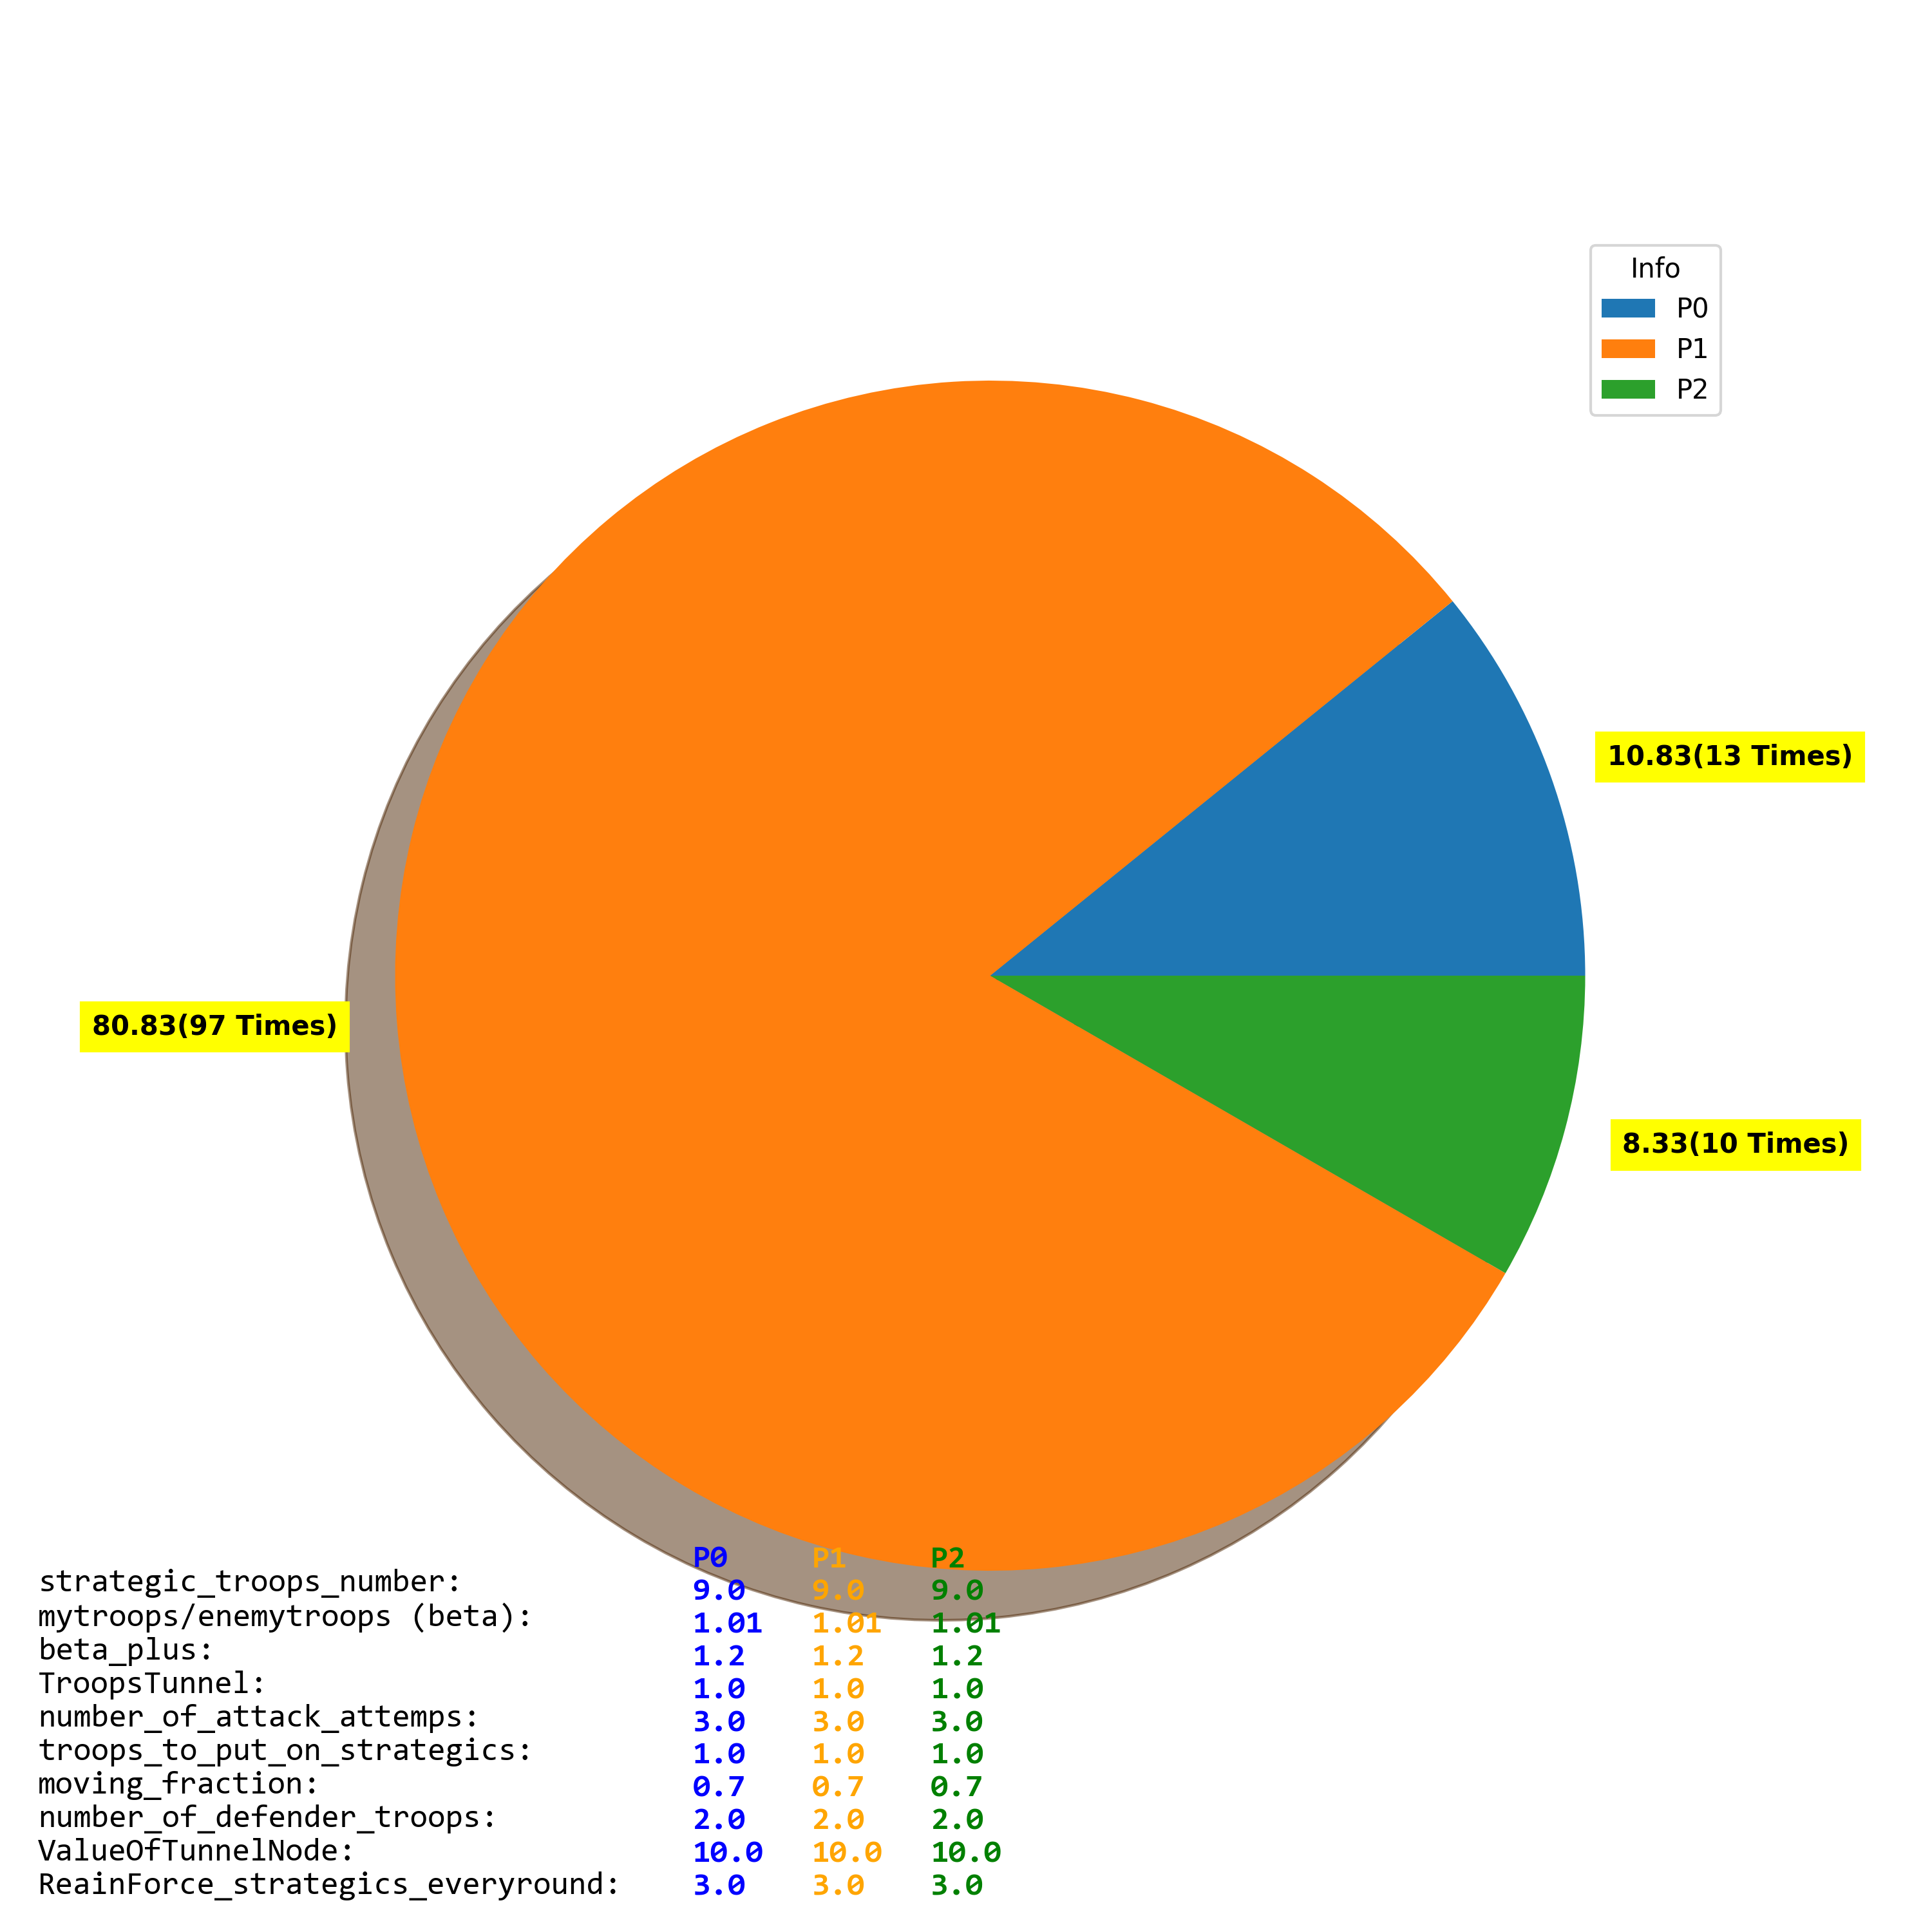 Info
P0
P1
P2
10.83(13 Times)
80.83(97 Times)
8.33(10 Times)
P0 P1 P2
strategic_troops_number: 9.0 9.0 9.0
mytroops/enemytroops (beta): 1.01 1.01 1.01
beta_plus: 1.2 1.2 1.2
TroopsTunnel: 1.0 1.0 1.0
number_of_attack_attemps: 3.0 3.0 3.0
troops_to_put_on_strategics: 1.0 1.0 1.0
moving_fraction: 0.7 0.7 0.7
number_of_defender_troops: 2.0 2.0 2.0
ValueOfTunnelNode: 10.0 10.0 10.0
ReainForce_strategics_everyround: 3.0 3.0 3.0